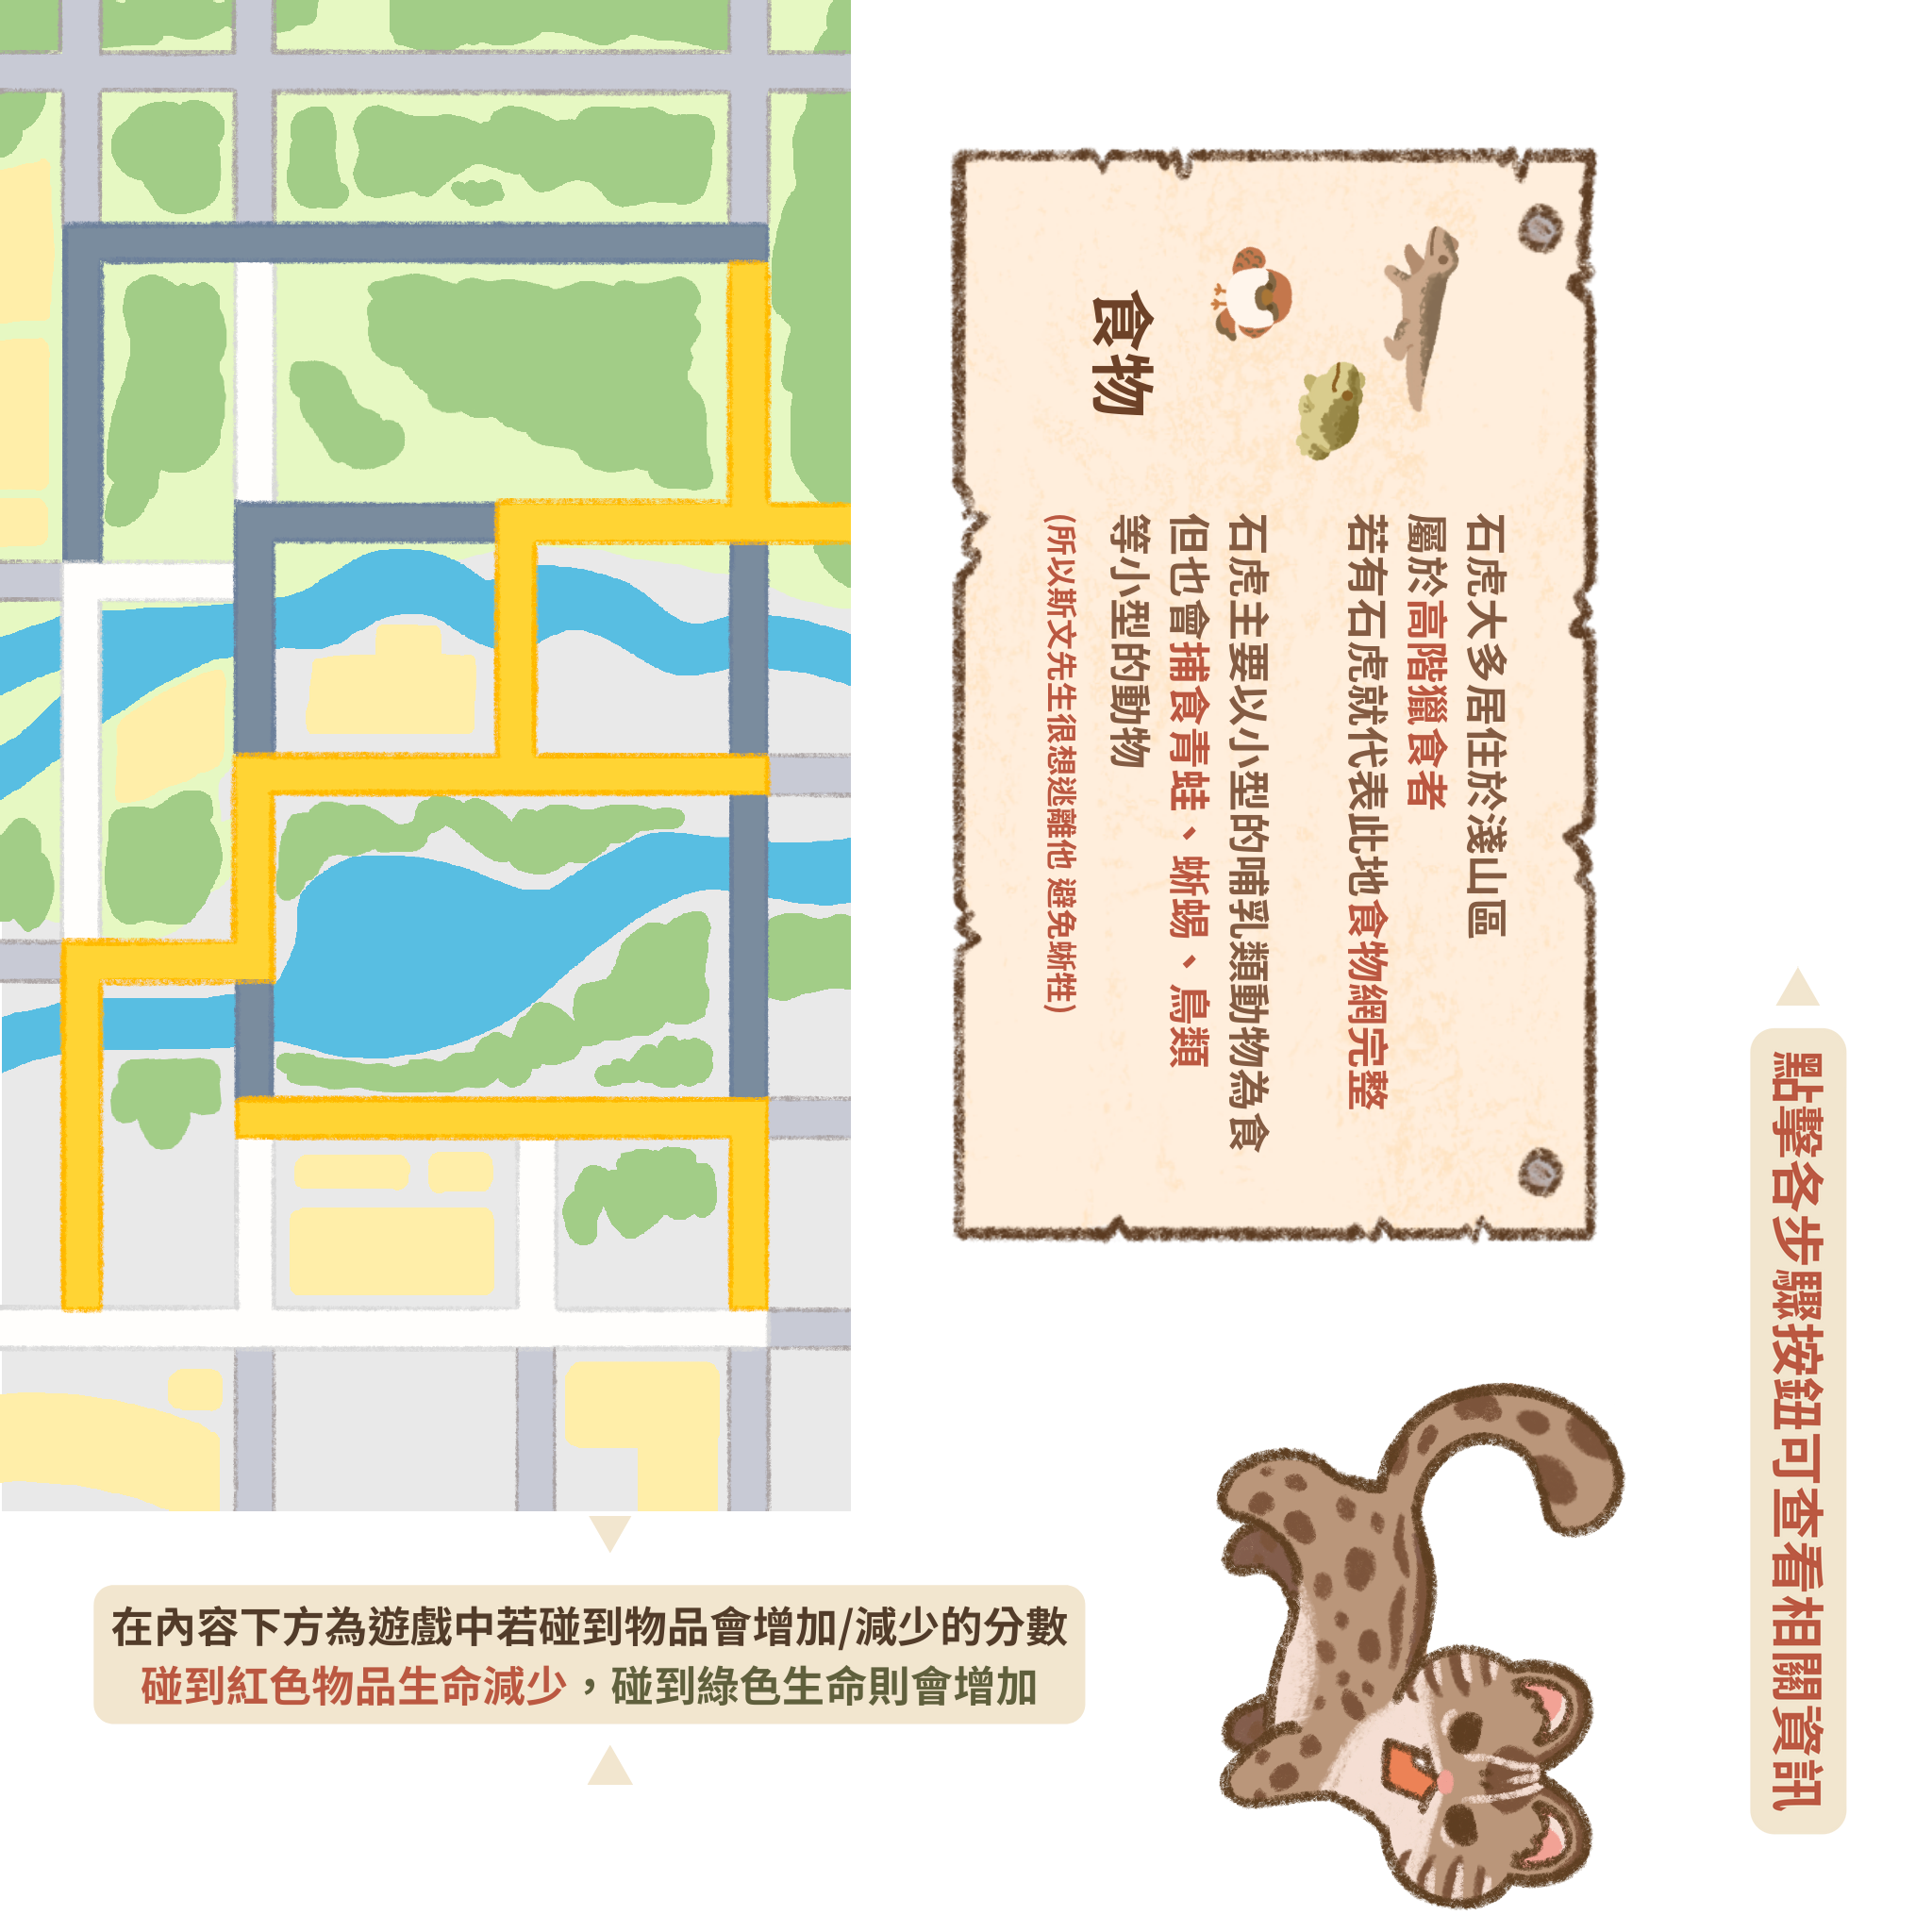 食物
石虎大多居住於淺山區
屬於高階獵食者
若有石虎就代表此地食物網完整
石虎主要以小型的哺乳類動物為食
但也會捕食青蛙、蜥蜴、鳥類
等小型的動物
(所以斯文先生很想逃離他 避免蜥牲)
點擊各步驟按鈕可查看相關資訊
在內容下方為遊戲中若碰到物品會增加/減少的分數
碰到紅色物品生命減少，碰到綠色生命則會增加